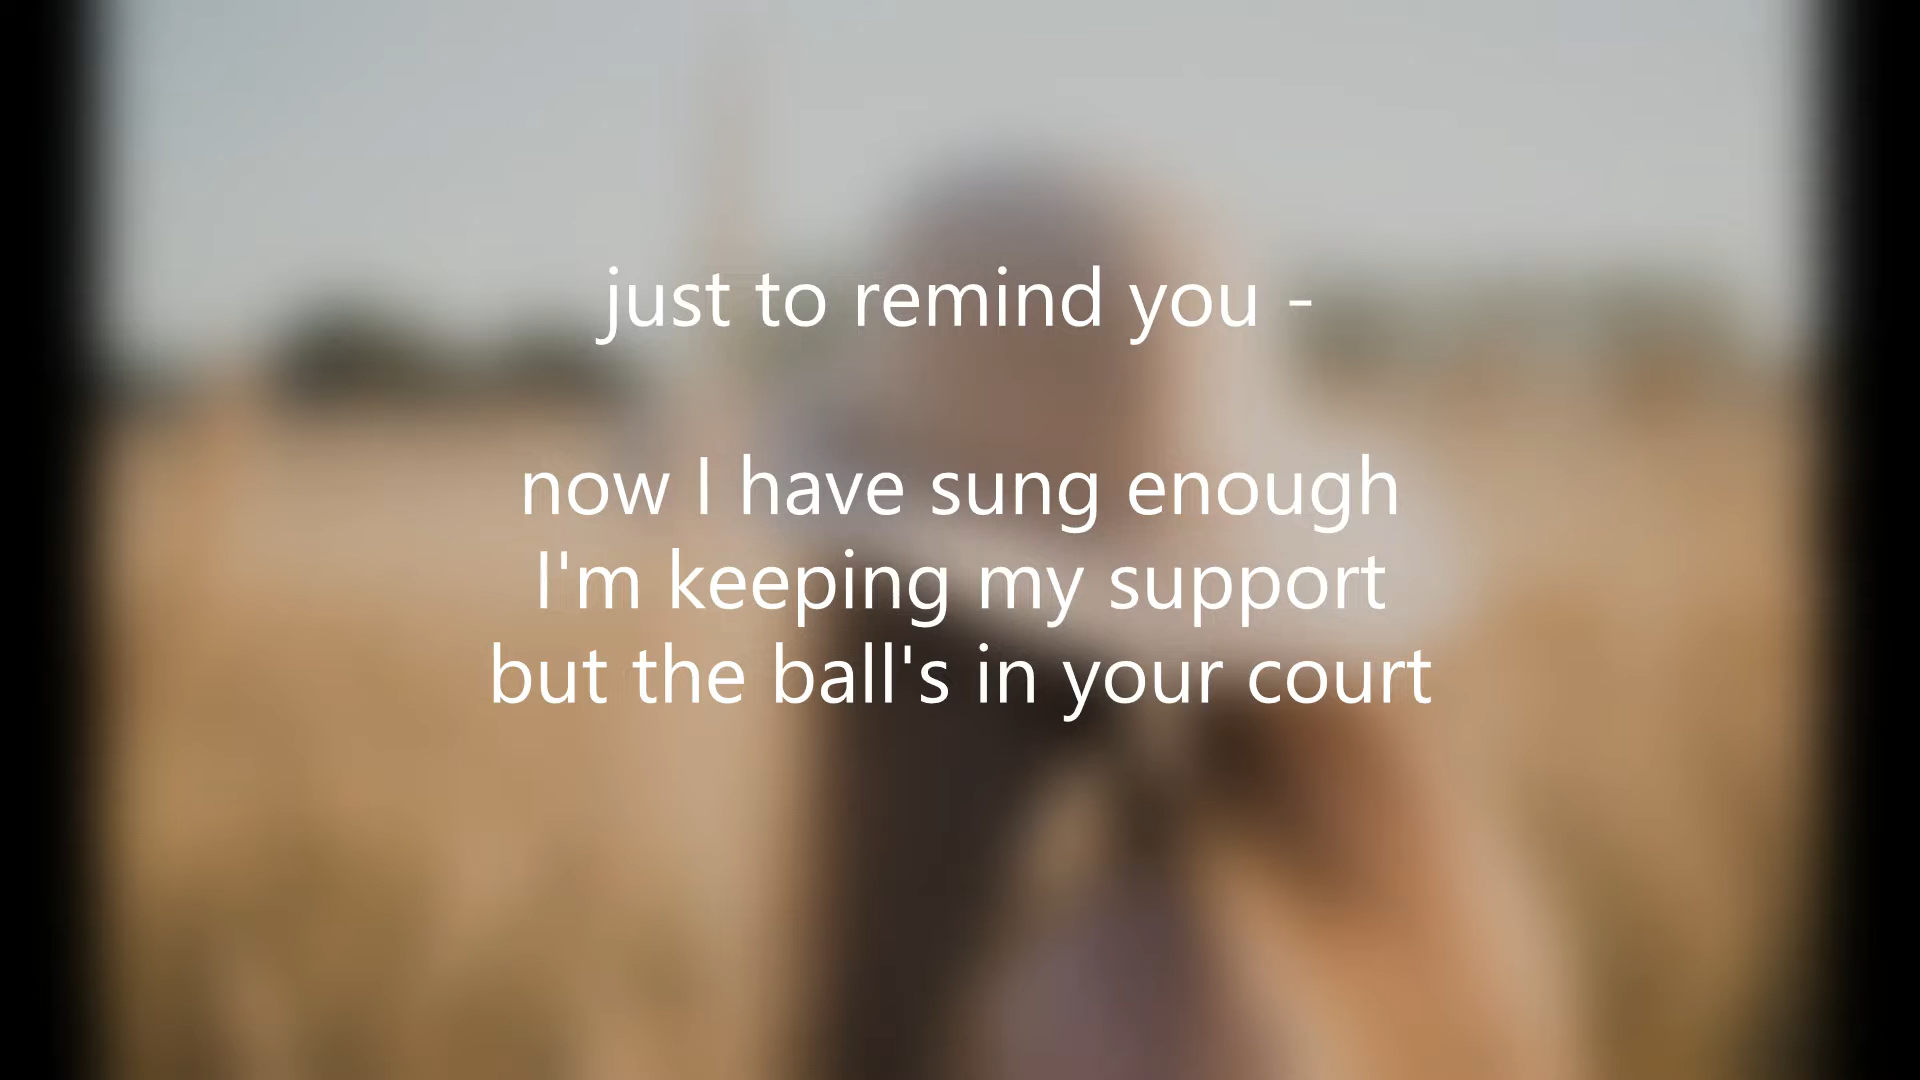 just to remind you -
now I have sung enough
I'm keeping my support
but the ball's in your court